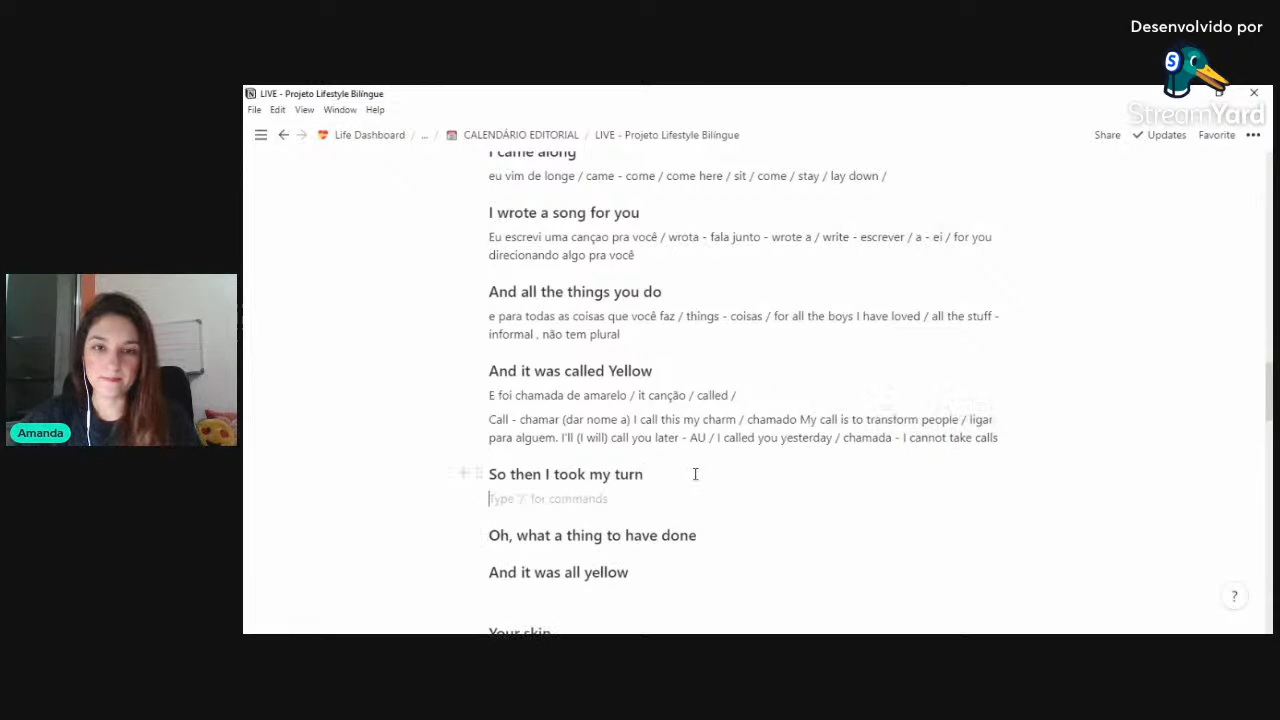 Desenvolvido por
S
StreamYard
LIVE - Projeto Lifestyle Bilíngue
File Edit View Window Help
Life Dashboard / ... / CALENDÁRIO EDITORIAL / LIVE - Projeto Lifestyle Bilíngue
Share Updates Favorite
I came along
eu vim de longe / came - come / come here / sit / come / stay / lay down /
I wrote a song for you
Eu escrevi uma cançao pra você / wrota - fala junto - wrote a / write - escrever / a - ei / for you
direcionando algo pra você
And all the things you do
e para todas as coisas que você faz / things - coisas / for all the boys I have loved / all the stuff -
informal , não tem plural
And it was called Yellow
E foi chamada de amarelo / it canção / called /
Call - chamar (dar nome a) I call this my charm / chamado My call is to transform people / ligar
para alguem. I'll (I will) call you later - AU / I called you yesterday / chamada - I cannot take calls
So then I took my turn
Type '/' for commands
Oh, what a thing to have done
And it was all yellow
Your skin
Amanda
?